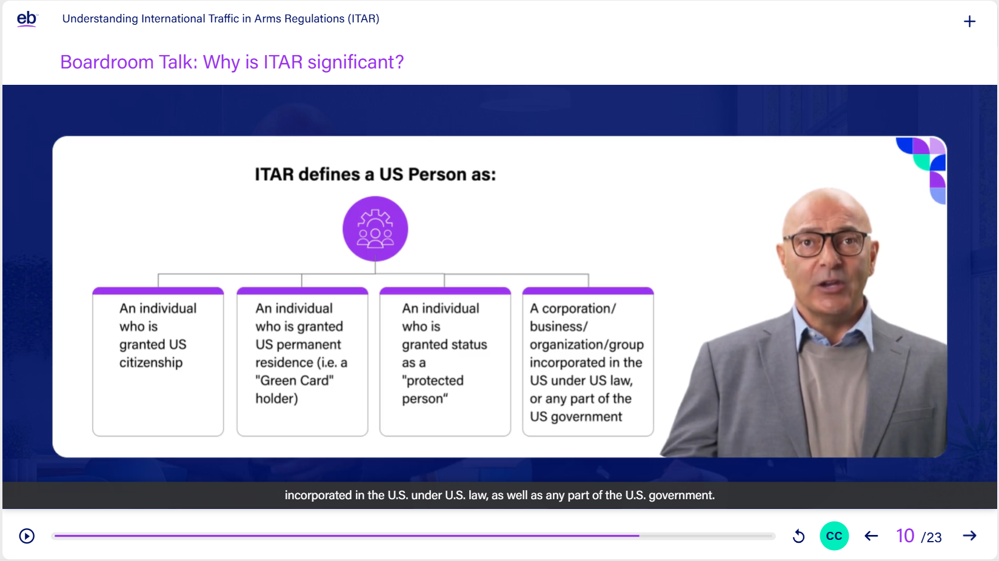 eb
Understanding International Traffic in Arms Regulations (ITAR)
+
Boardroom Talk: Why is ITAR significant?
ITAR defines a US Person as:
An individual
who is
granted US
citizenship
An individual
who is granted
US permanent
residence (i.e. a
"Green Card"
holder)
An individual
who is
granted status
as a
"protected
person“
A corporation/
business/
organization/group
incorporated in the
US under US law,
or any part of the
US government
incorporated in the U.S. under U.S. law, as well as any part of the U.S. government.
CC
10 /23